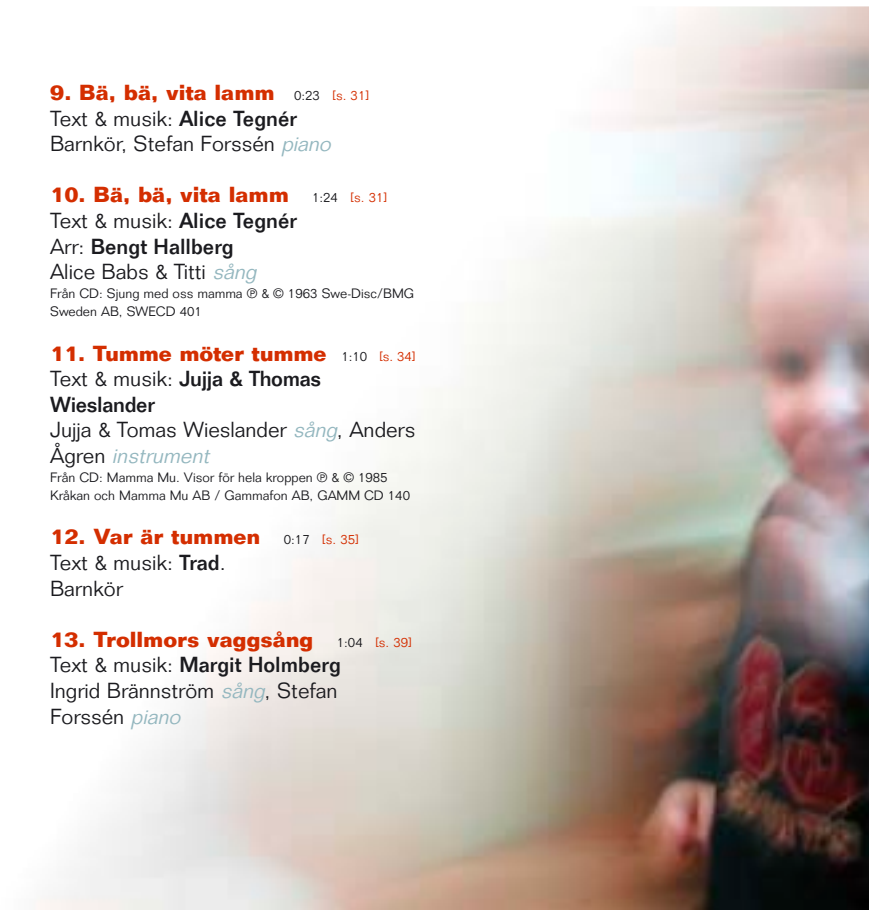 9. Bä, bä, vita lamm 0:23 [s. 31]
Text & musik: Alice Tegnér
Barnkör, Stefan Forssén piano
10. Bä, bä, vita lamm 1:24 [s. 31]
Text & musik: Alice Tegnér
Arr: Bengt Hallberg
Alice Babs & Titti sång
Från CD: Sjung med oss mamma ℗ & © 1963 Swe-Disc/BMG
Sweden AB, SWECD 401
11. Tumme möter tumme 1:10 [s. 34]
Text & musik: Jujja & Thomas
Wieslander
Jujja & Tomas Wieslander sång, Anders
Ågren instrument
Från CD: Mamma Mu. Visor för hela kroppen ℗ & © 1985
Kråkan och Mamma Mu AB / Gammafon AB, GAMM CD 140
12. Var är tummen 0:17 [s. 35]
Text & musik: Trad.
Barnkör
13. Trollmors vaggsång 1:04 [s. 39]
Text & musik: Margit Holmberg
Ingrid Brännström sång, Stefan
Forssén piano